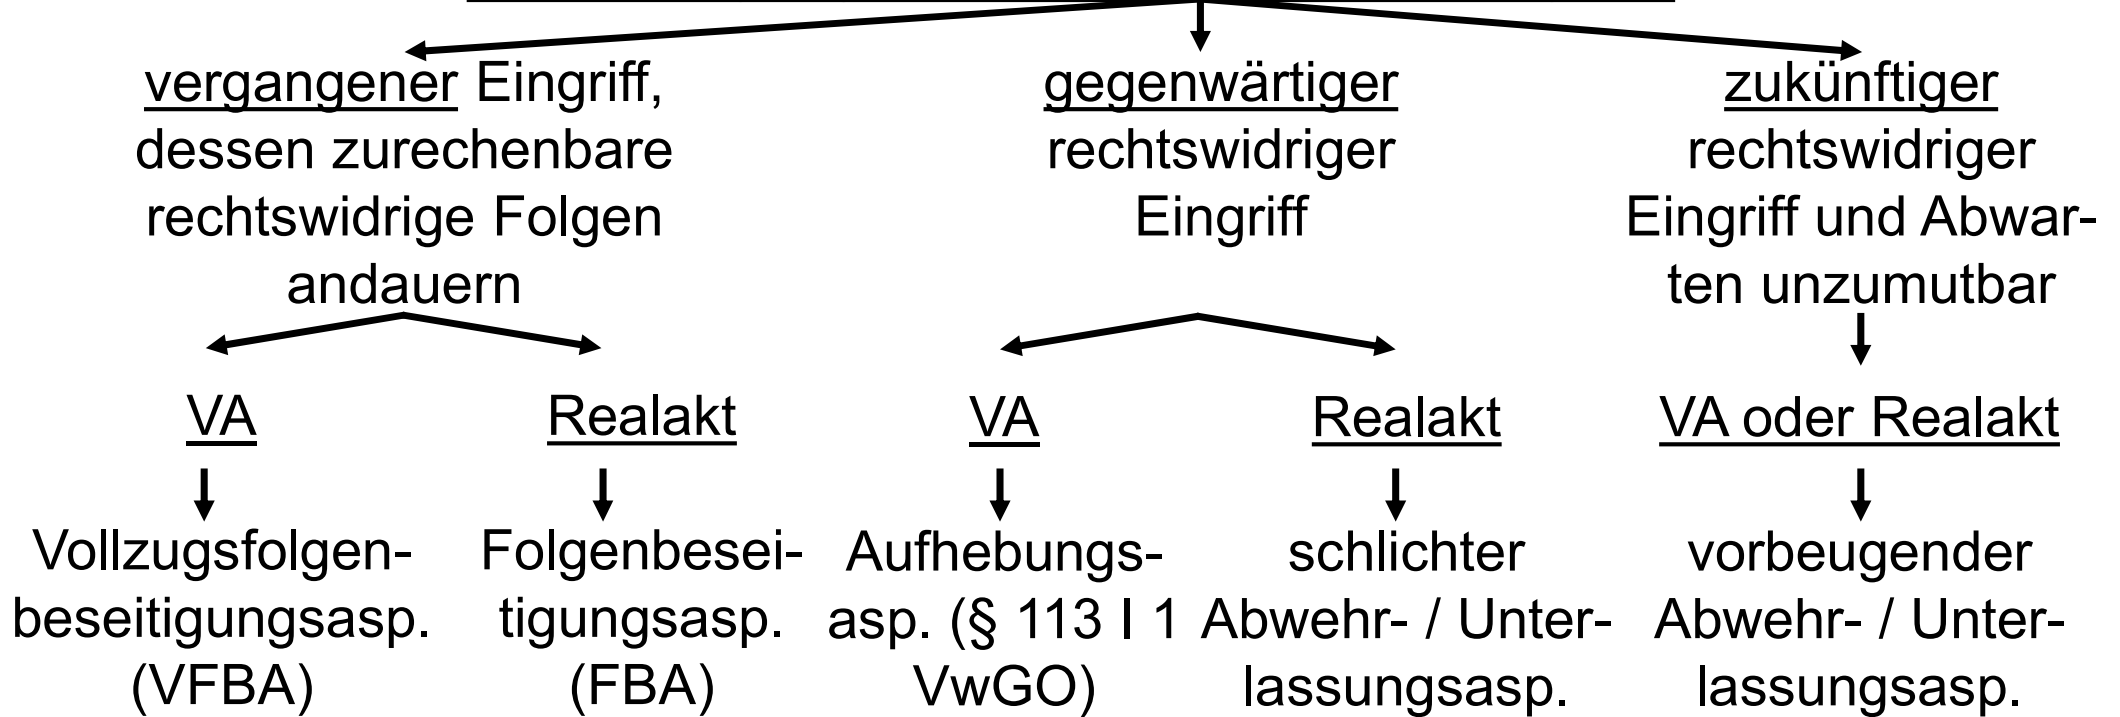 vergangener Eingriff,
dessen zurechenbare
rechtswidrige Folgen
andauern
gegenwärtiger
rechtswidriger
Eingriff
zukünftiger
rechtswidriger
Eingriff und Abwar-
ten unzumutbar
VA
Realakt
VA
Realakt
VA oder Realakt
Vollzugsfolgen-
beseitigungsasp.
(VFBA)
Folgenbesei-
tigungsasp.
(FBA)
Aufhebungs-
asp. (§ 113 I 1
VwGO)
schlichter
Abwehr- / Unter-
lassungsasp.
vorbeugender
Abwehr- / Unter-
lassungsasp.